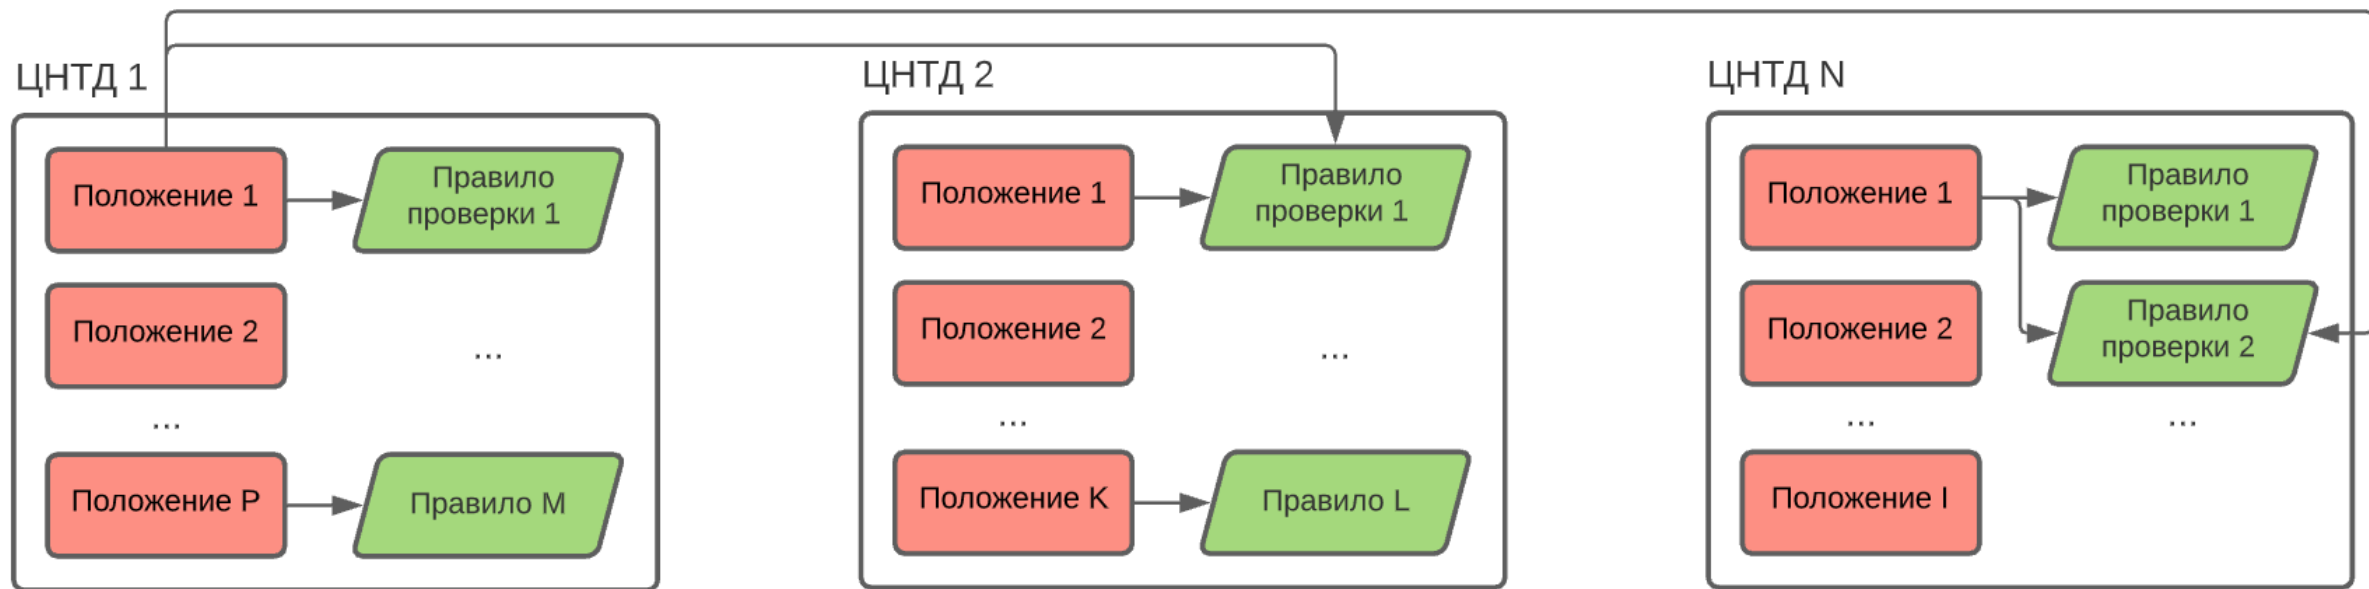 ЦНТД 1
Положение 1
Правило
проверки 1
Положение 2
...
...
Положение P
Правило M
ЦНТД 2
Положение 1
Правило
проверки 1
Положение 2
...
...
Положение K
Правило L
ЦНТД N
Положение 1
Правило
проверки 1
Положение 2
Правило
проверки 2
...
...
Положение I